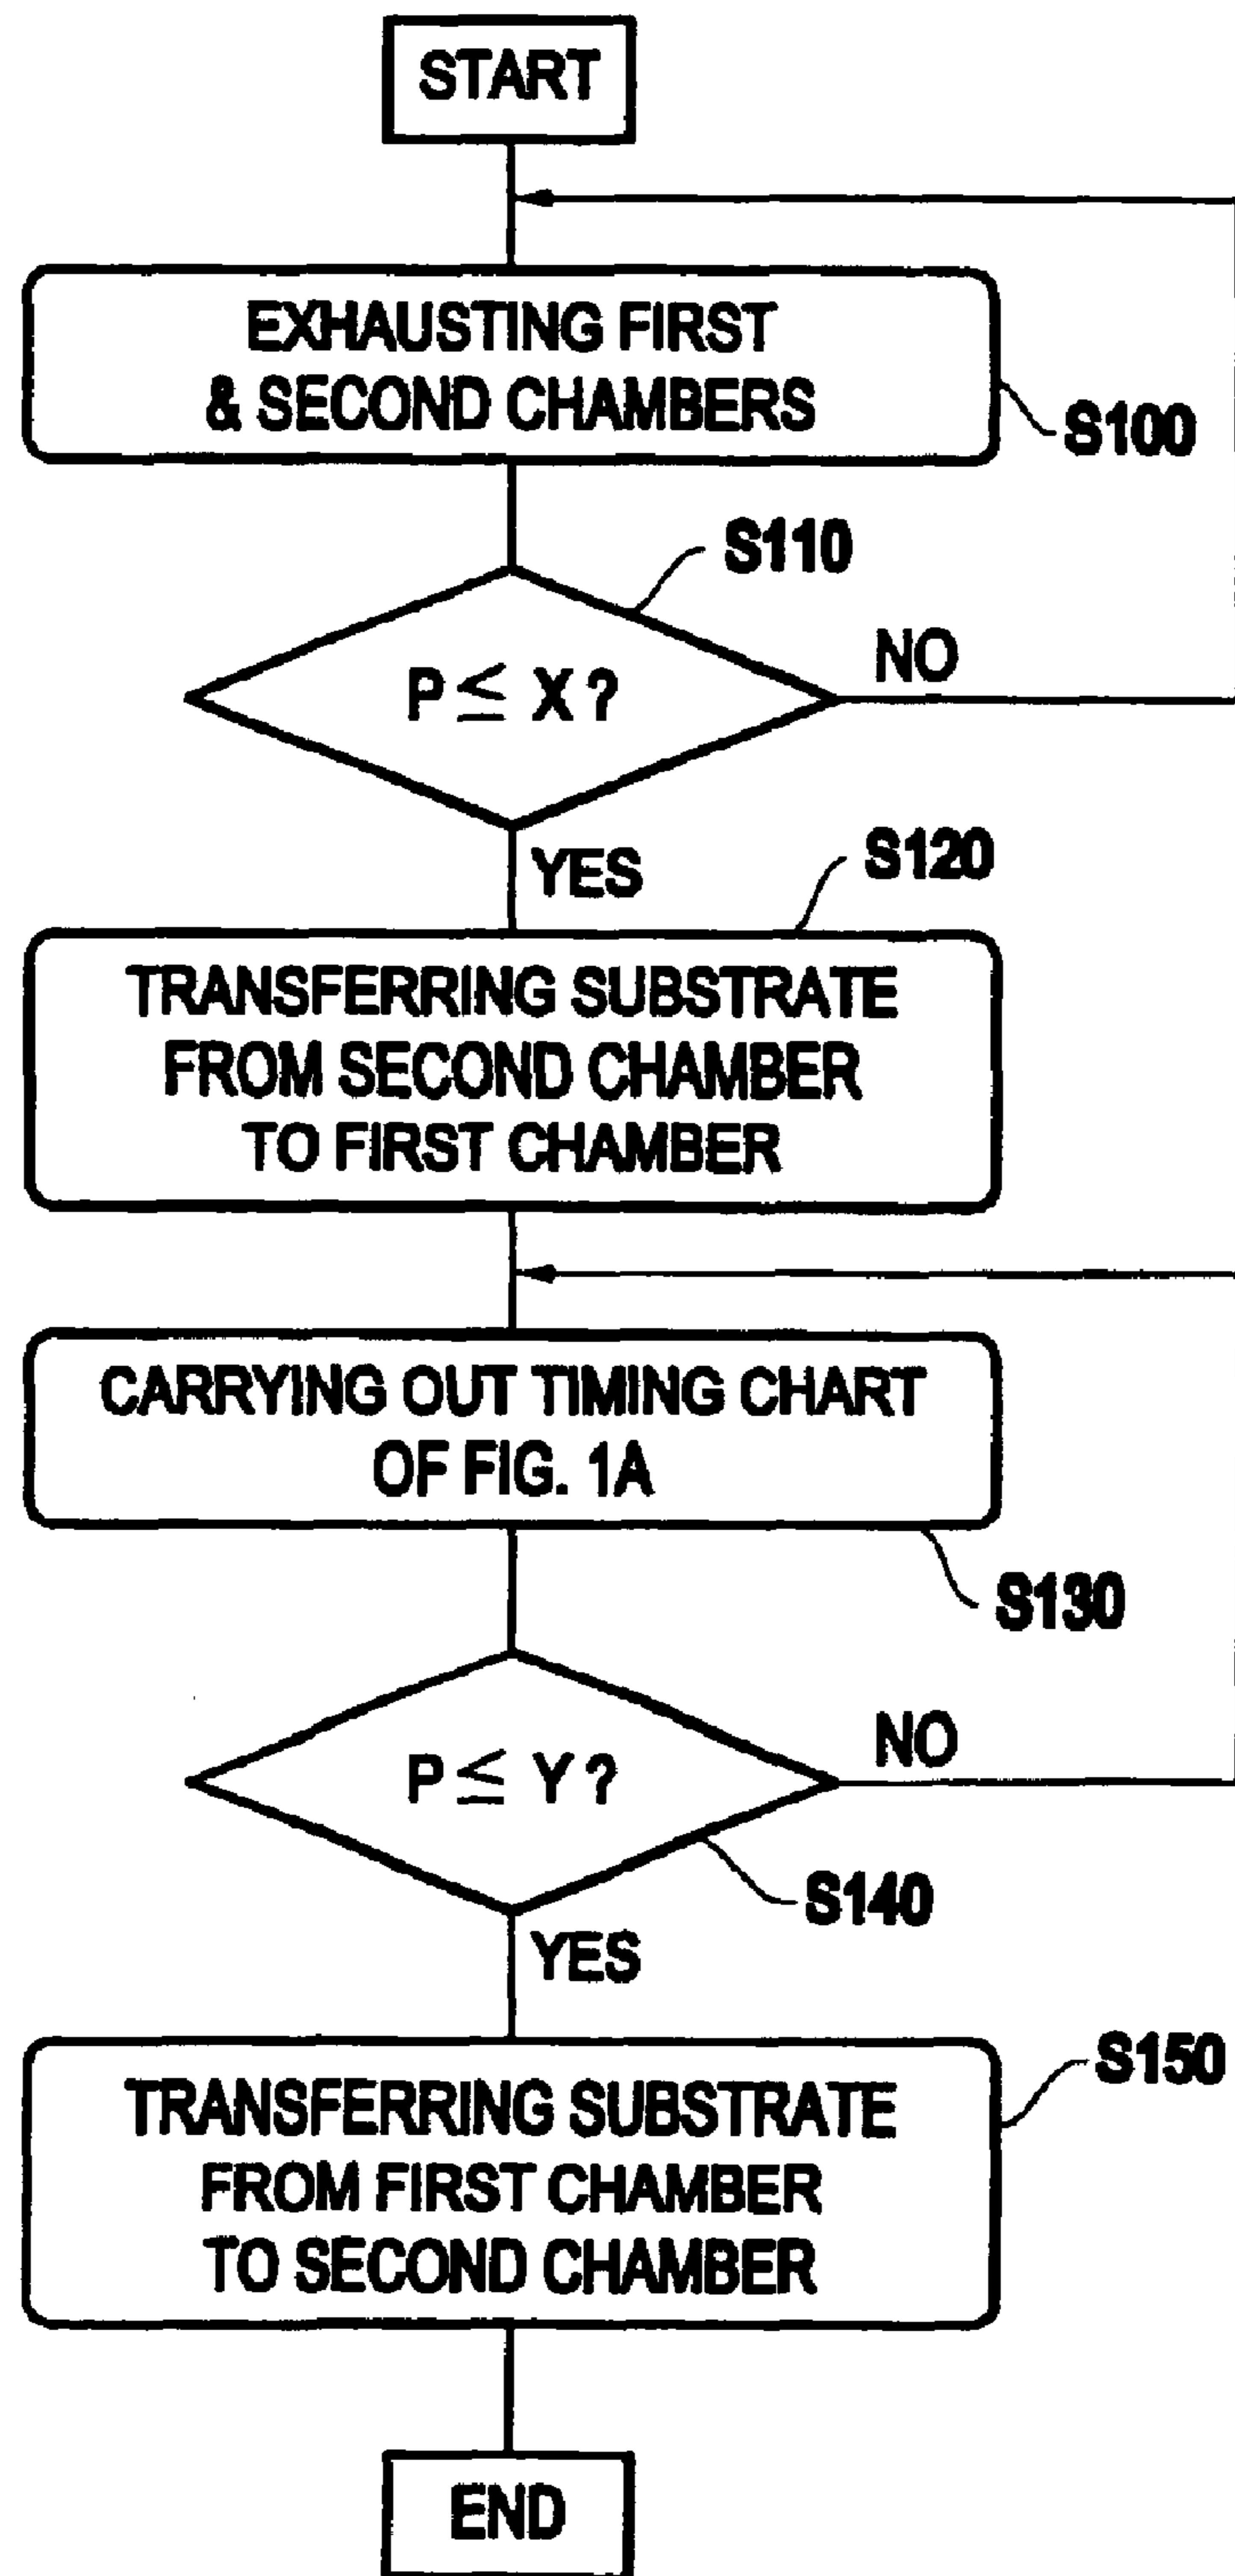 START
EXHAUSTING FIRST
& SECOND CHAMBERS
S100
S110
P ≦ X ?
NO
YES
S120
TRANSFERRING SUBSTRATE
FROM SECOND CHAMBER
TO FIRST CHAMBER
CARRYING OUT TIMING CHART
OF FIG. 1A
S130
P ≦ Y ?
NO
S140
YES
S150
TRANSFERRING SUBSTRATE
FROM FIRST CHAMBER
TO SECOND CHAMBER
END